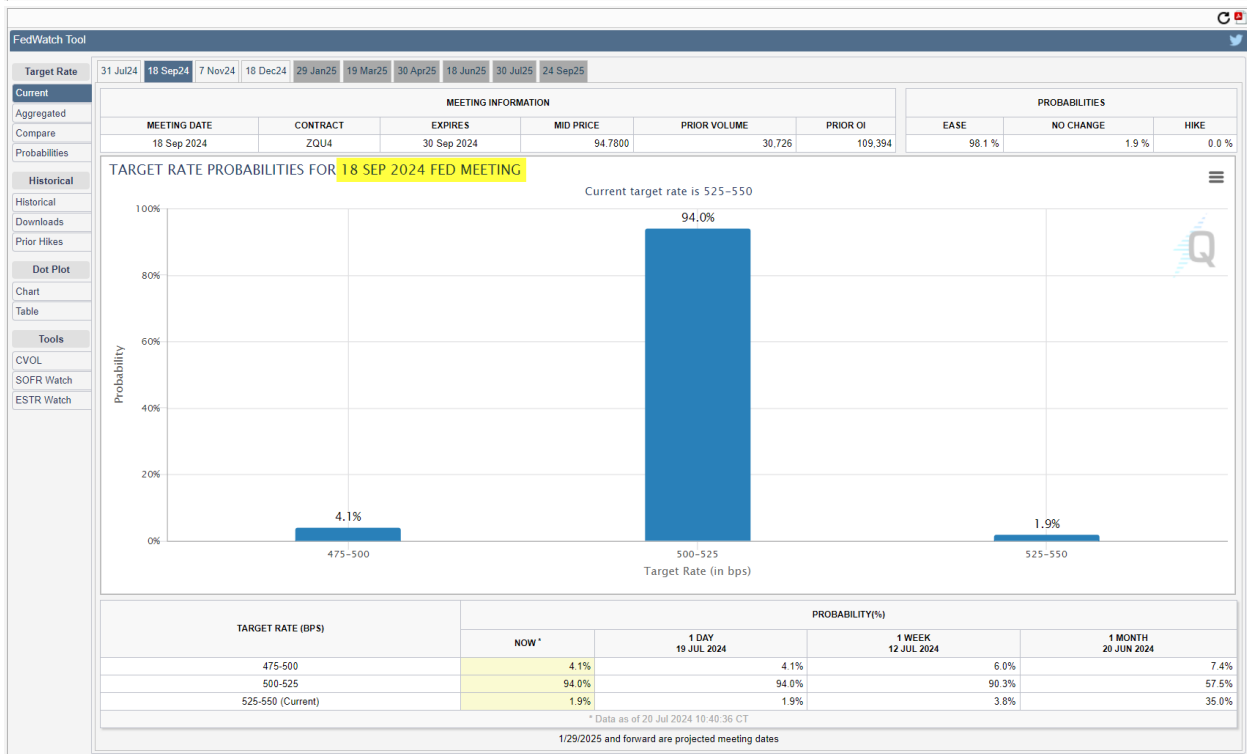 FedWatch Tool
Target Rate
Current
Aggregated
Compare
Probabilities
Historical
Historical
Downloads
Prior Hikes
Dot Plot
Chart
Table
Tools
CVOL
SOFR Watch
ESTR Watch
31 Jul24 18 Sep24 7 Nov24 18 Dec24 29 Jan25 19 Mar25 30 Apr25 18 Jun25 30 Jul25 24 Sep25
MEETING INFORMATION
MEETING DATE CONTRACT EXPIRES MID PRICE PRIOR VOLUME PRIOR OI
18 Sep 2024 ZQU4 30 Sep 2024 94.7800 30,726 109,394
PROBABILITIES
EASE NO CHANGE HIKE
98.1 % 1.9 % 0.0 %
TARGET RATE PROBABILITIES FOR 18 SEP 2024 FED MEETING
Current target rate is 525-550
Q
Probability
100%
80%
60%
40%
20%
0%
4.1%
94.0%
1.9%
475-500 500-525 525-550
Target Rate (in bps)
TARGET RATE (BPS) PROBABILITY(%)
NOW * 1 DAY 1 WEEK 1 MONTH
19 JUL 2024 12 JUL 2024 20 JUN 2024
475-500 4.1% 4.1% 6.0% 7.4%
500-525 94.0% 94.0% 90.3% 57.5%
525-550 (Current) 1.9% 1.9% 3.8% 35.0%
* Data as of 20 Jul 2024 10:40:36 CT
1/29/2025 and forward are projected meeting dates